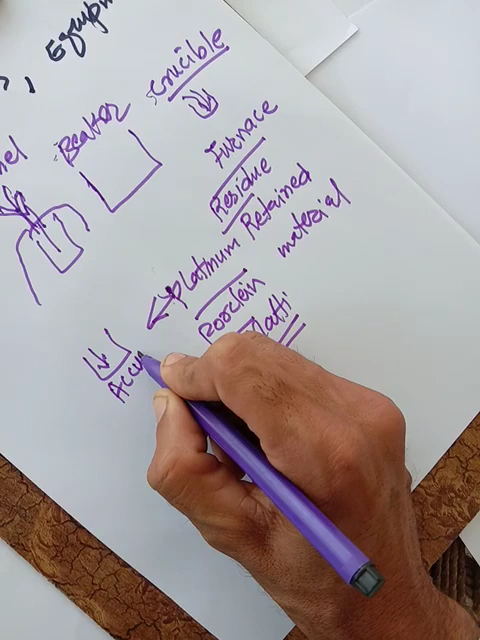 Equipm
nel
Beaker
Crucible
Furnace
Residue
Platinum Retained
material
Porclein
Matti
Accu